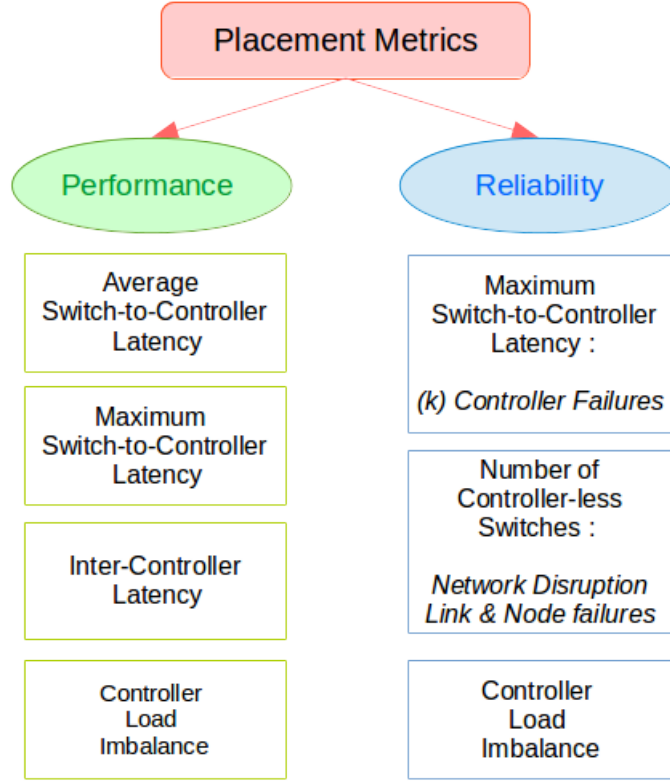 Placement Metrics
Performance
Average
Switch-to-Controller
Latency
Maximum
Switch-to-Controller
Latency
Inter-Controller
Latency
Controller
Load
Imbalance
Reliability
Maximum
Switch-to-Controller
Latency :
(k) Controller Failures
Number of
Controller-less
Switches :
Network Disruption
Link & Node failures
Controller
Load
Imbalance